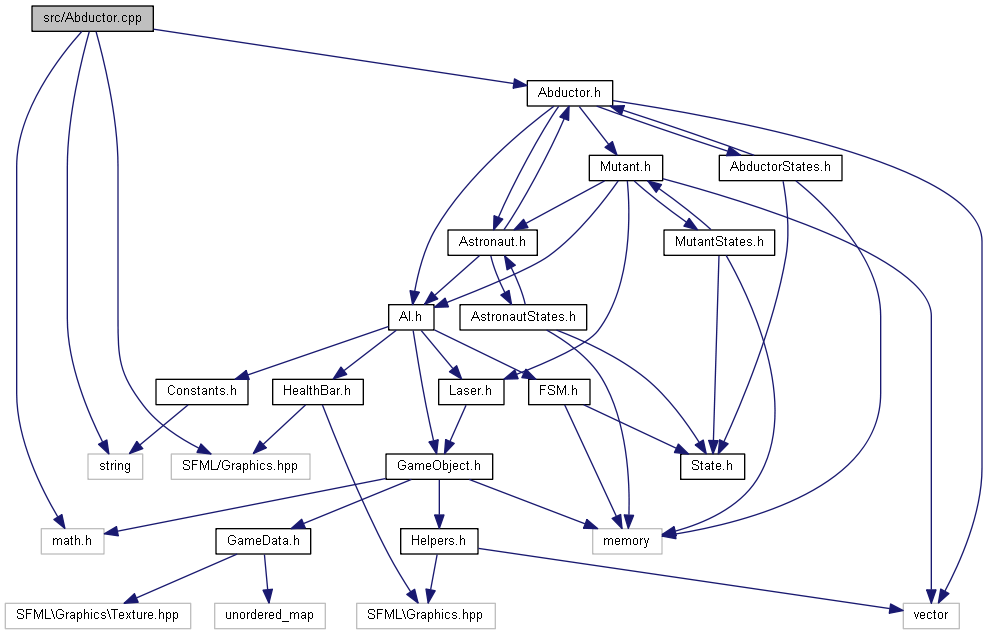 src/Abductor.cpp
Abductor.h
Mutant.h
AbductorStates.h
Astronaut.h
MutantStates.h
AI.h
AstronautStates.h
Constants.h
HealthBar.h
Laser.h
FSM.h
string
SFML/Graphics.hpp
GameObject.h
State.h
math.h
GameData.h
Helpers.h
memory
SFML\Graphics\Texture.hpp
unordered_map
SFML\Graphics.hpp
vector